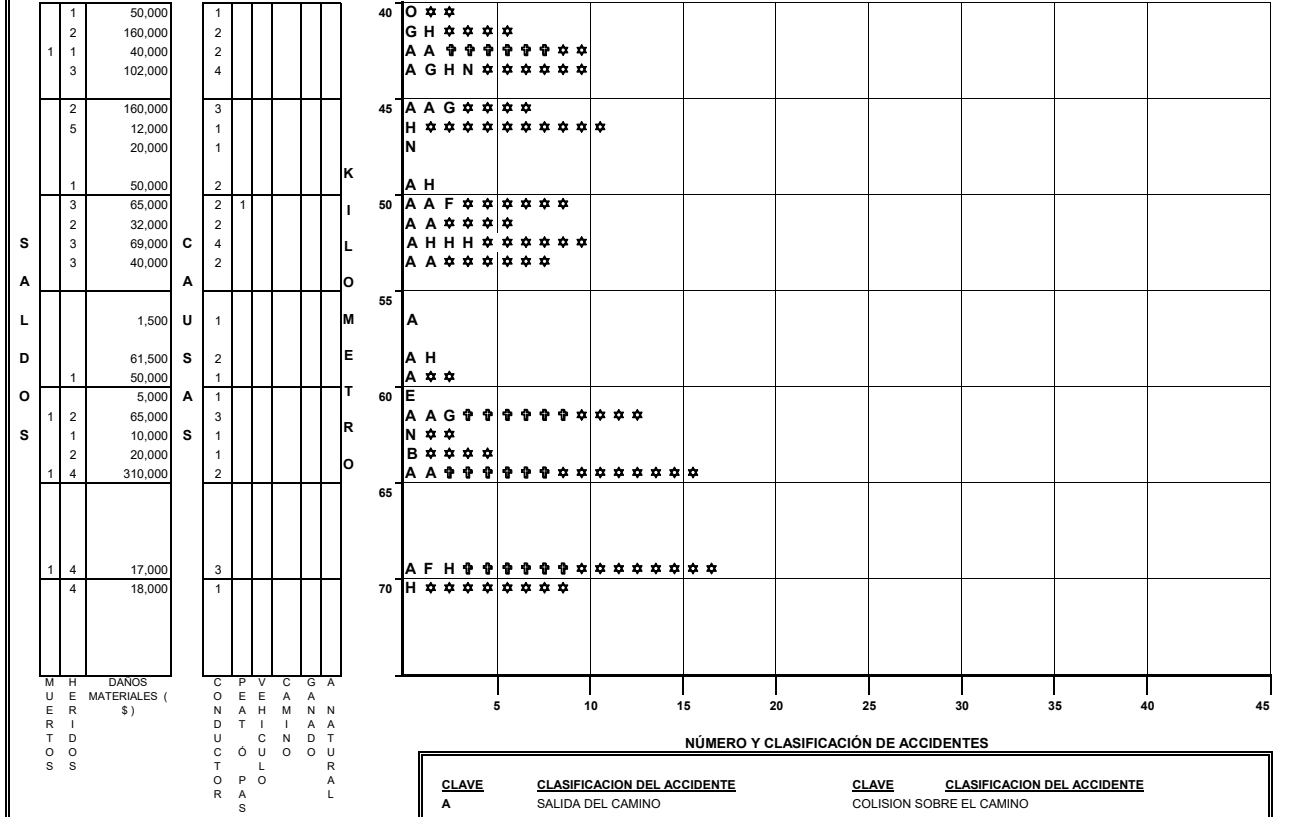 1 50,000 1 40 O ✡ ✡
2 160,000 2 G H ✡ ✡ ✡ ✡
1 1 40,000 2 A A ✞ ✞ ✞ ✞ ✞ ✞ ✡ ✡
3 102,000 4 A G H N ✡ ✡ ✡ ✡ ✡ ✡
2 160,000 3 45 A A G ✡ ✡ ✡ ✡
5 12,000 1 H ✡ ✡ ✡ ✡ ✡ ✡ ✡ ✡ ✡ ✡
20,000 1 N
1 50,000 2 A H
3 65,000 2 1 50 A A F ✡ ✡ ✡ ✡ ✡ ✡
2 32,000 2 A A ✡ ✡ ✡ ✡
3 69,000 4 A H H H ✡ ✡ ✡ ✡ ✡ ✡
3 40,000 2 A A ✡ ✡ ✡ ✡ ✡ ✡
55
1,500 1 A
61,500 2 A H
1 50,000 1 A ✡ ✡
5,000 1 60 E
1 2 65,000 3 A A G ✞ ✞ ✞ ✞ ✞ ✞ ✡ ✡ ✡ ✡
1 10,000 1 N ✡ ✡
2 20,000 1 B ✡ ✡ ✡ ✡
1 4 310,000 2 A A ✞ ✞ ✞ ✞ ✞ ✞ ✡ ✡ ✡ ✡ ✡ ✡ ✡ ✡
65
1 4 17,000 3 A F H ✞ ✞ ✞ ✞ ✞ ✞ ✡ ✡ ✡ ✡ ✡ ✡ ✡ ✡
4 18,000 1 70 H ✡ ✡ ✡ ✡ ✡ ✡ ✡ ✡
SALDOS
CAUSAS
KILOMETRO
MUERTOS
HERIDOS
DAÑOS
MATERIALES (
$ )
CONDUCTOR
PEAT Ó PAS
VEHICULO
CAMINO
GANADO
A NATURAL
5 10 15 20 25 30 35 40 45
NÚMERO Y CLASIFICACIÓN DE ACCIDENTES
CLAVE CLASIFICACION DEL ACCIDENTE CLAVE CLASIFICACION DEL ACCIDENTE
A SALIDA DEL CAMINO COLISION SOBRE EL CAMINO